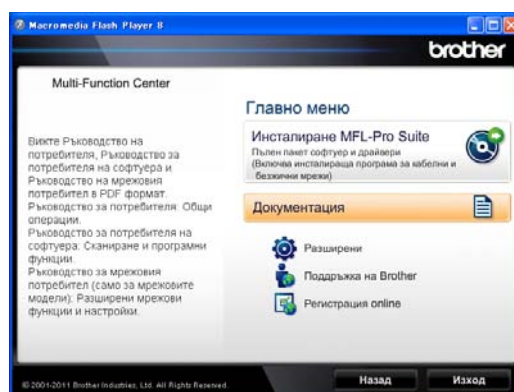 Macromedia Flash Player 8
brother
Multi-Function Center
Вижте Ръководство на
потребителя, Ръководство за
потребителя на софтуера и
Ръководство на мрежовия
потребител в PDF формат.
Ръководство за потребителя: Общи
операции.
Ръководство за потребителя на
софтуера: Сканиране и програмни
функции.
Ръководство за мрежовия
потребител (само за мрежовите
модели): Разширени мрежови
функции и настройки.
Главно меню
Инсталиране MFL-Pro Suite
Пълен пакет софтуер и драйвери
(Включва инсталираща програма за кабелни и
безжични мрежи)
Документация
Разширени
Поддръжка на Brother
Регистрация online
© 2001-2011 Brother Industries, Ltd. All Rights Reserved.
Назад
Изход